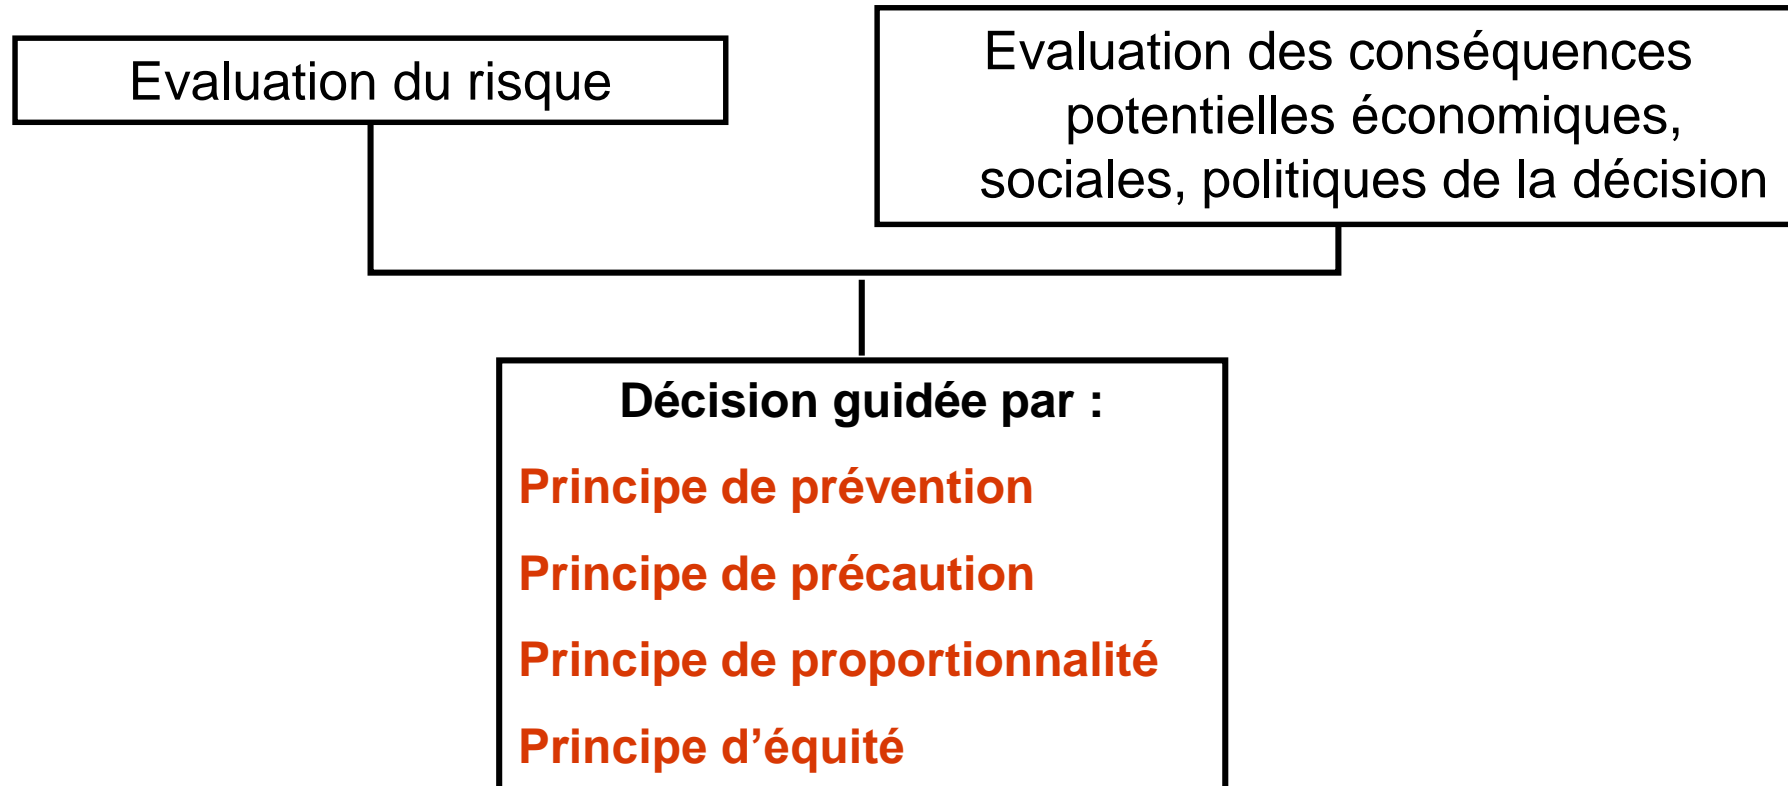 Evaluation du risque
Evaluation des conséquences
potentielles économiques,
sociales, politiques de la décision
Décision guidée par :
Principe de prévention
Principe de précaution
Principe de proportionnalité
Principe d’équité